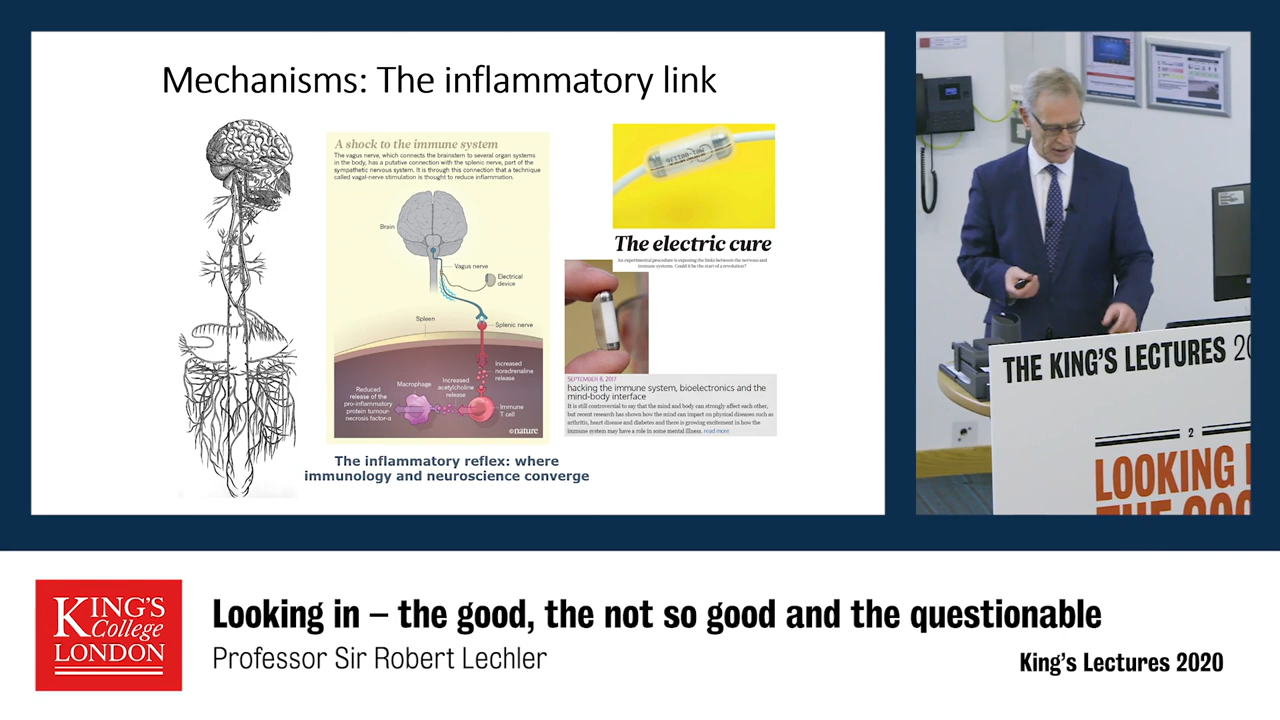 Mechanisms: The inflammatory link
A shock to the immune system
The vagus nerve, which connects the brainstem to several organ systems
in the body, has a putative connection with the splenic nerve, part of the
sympathetic nervous system. It is through this connection that a technique
called vagal-nerve stimulation is thought to reduce inflammation.
Brain
Vagus nerve
Electrical
device
Spleen
Splenic nerve
Increased
noradrenaline
release
Macrophage
Increased
acetylcholine
release
Reduced
release of the
pro-inflammatory
protein tumour-
necrosis factor-α
Immune
T cell
©nature
The inflammatory reflex: where
immunology and neuroscience converge
The electric cure
An experimental procedure is exposing the links between the nervous and
immune systems. Could it be the start of a revolution?
SEPTEMBER 8, 2017
hacking the immune system, bioelectronics and the
mind-body interface
It is still controversial to say that the mind and body can strongly affect each other,
but recent research has shown how the mind can impact on physical diseases such as
arthritis, heart disease and diabetes and there is growing excitement in how the
immune system may have a role in some mental illness. read more
THE KING'S LECTURES 20
2
LOOKING
KING'S
College
LONDON
Looking in – the good, the not so good and the questionable
Professor Sir Robert Lechler
King's Lectures 2020